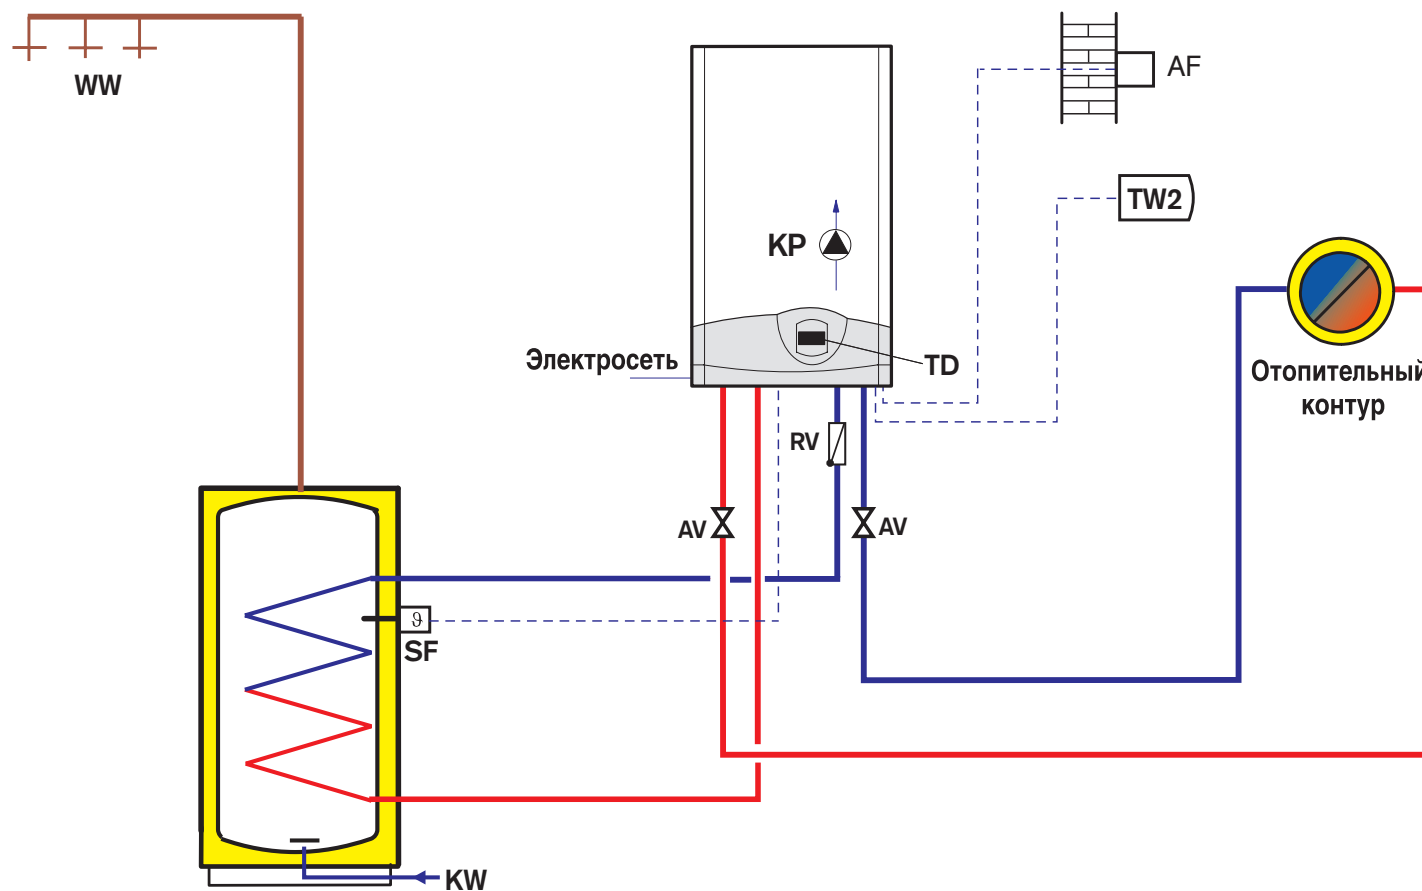 WW
AF
TW2
KP
Электросеть
TD
Отопительный
контур
RV
AV
AV
ϑ
SF
KW